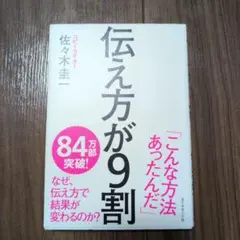 コピーライター
佐々木圭一
伝え方が9割
「こんな方法
あったんだ」
84万部
突破!
なぜ、伝え方で
結果が
変わるのか?